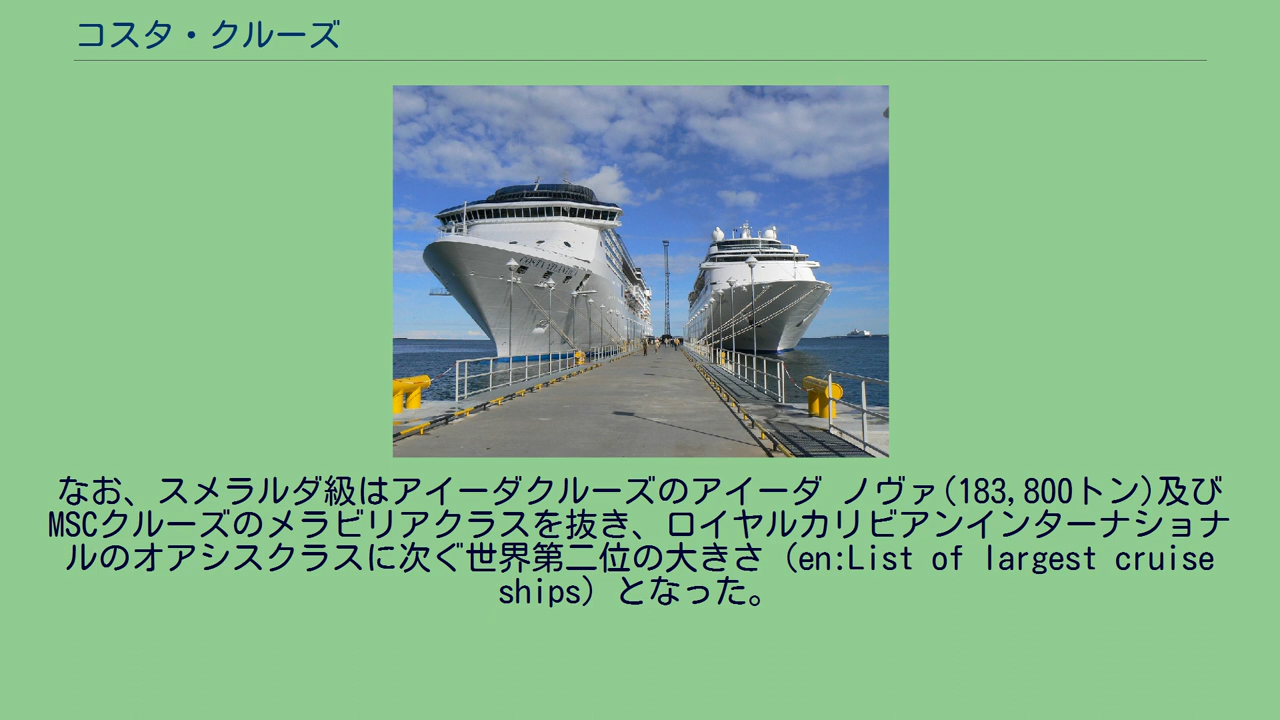 コスタ・クルーズ
なお、スメラルダ級はアイーダクルーズのアイーダ ノヴァ(183,800トン)及び
MSCクルーズのメラビリアクラスを抜き、ロイヤルカリビアンインターナショナ
ルのオアシスクラスに次ぐ世界第二位の大きさ（en:List of largest cruise
ships）となった。